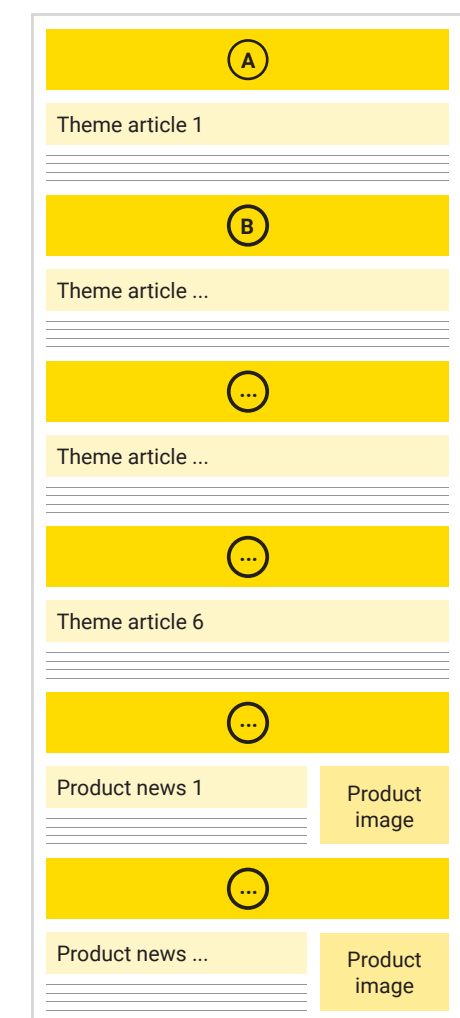 A
Theme article 1
B
Theme article ...
...
Theme article ...
...
Theme article 6
...
Product news 1
Product
image
...
Product news ...
Product
image